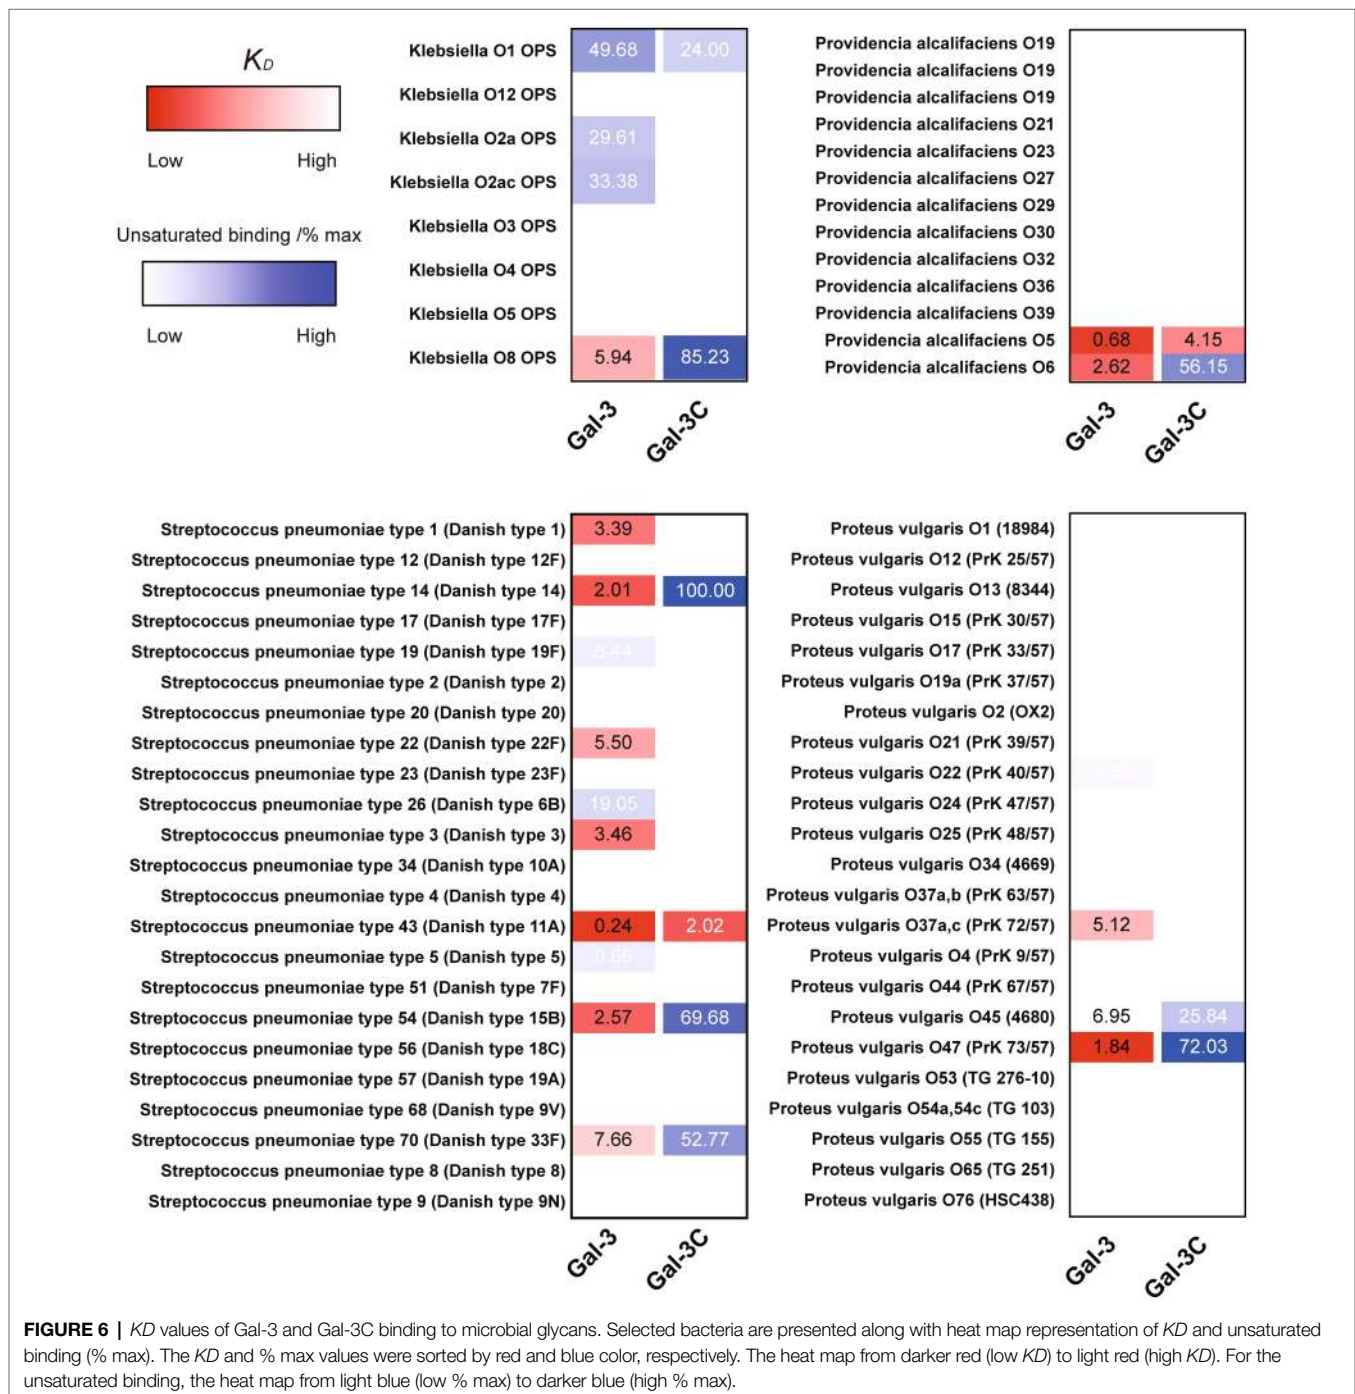 K_D
Low High
Unsaturated binding /% max
Low High
Klebsiella O1 OPS 49.68 24.00
Klebsiella O12 OPS
Klebsiella O2a OPS 29.61
Klebsiella O2ac OPS 33.38
Klebsiella O3 OPS
Klebsiella O4 OPS
Klebsiella O5 OPS
Klebsiella O8 OPS 5.94 85.23
Gal-3 Gal-3C
Providencia alcalifaciens O19
Providencia alcalifaciens O19
Providencia alcalifaciens O19
Providencia alcalifaciens O21
Providencia alcalifaciens O23
Providencia alcalifaciens O27
Providencia alcalifaciens O29
Providencia alcalifaciens O30
Providencia alcalifaciens O32
Providencia alcalifaciens O36
Providencia alcalifaciens O39
Providencia alcalifaciens O5 0.68 4.15
Providencia alcalifaciens O6 2.62 56.15
Gal-3 Gal-3C
Streptococcus pneumoniae type 1 (Danish type 1) 3.39
Streptococcus pneumoniae type 12 (Danish type 12F)
Streptococcus pneumoniae type 14 (Danish type 14) 2.01 100.00
Streptococcus pneumoniae type 17 (Danish type 17F)
Streptococcus pneumoniae type 19 (Danish type 19F) 8.44
Streptococcus pneumoniae type 2 (Danish type 2)
Streptococcus pneumoniae type 20 (Danish type 20)
Streptococcus pneumoniae type 22 (Danish type 22F) 5.50
Streptococcus pneumoniae type 23 (Danish type 23F)
Streptococcus pneumoniae type 26 (Danish type 6B) 19.05
Streptococcus pneumoniae type 3 (Danish type 3) 3.46
Streptococcus pneumoniae type 34 (Danish type 10A)
Streptococcus pneumoniae type 4 (Danish type 4)
Streptococcus pneumoniae type 43 (Danish type 11A) 0.24 2.02
Streptococcus pneumoniae type 5 (Danish type 5)
Streptococcus pneumoniae type 51 (Danish type 7F)
Streptococcus pneumoniae type 54 (Danish type 15B) 2.57 69.68
Streptococcus pneumoniae type 56 (Danish type 18C)
Streptococcus pneumoniae type 57 (Danish type 19A)
Streptococcus pneumoniae type 68 (Danish type 9V)
Streptococcus pneumoniae type 70 (Danish type 33F) 7.66 52.77
Streptococcus pneumoniae type 8 (Danish type 8)
Streptococcus pneumoniae type 9 (Danish type 9N)
Gal-3 Gal-3C
Proteus vulgaris O1 (18984)
Proteus vulgaris O12 (PrK 25/57)
Proteus vulgaris O13 (8344)
Proteus vulgaris O15 (PrK 30/57)
Proteus vulgaris O17 (PrK 33/57)
Proteus vulgaris O19a (PrK 37/57)
Proteus vulgaris O2 (OX2)
Proteus vulgaris O21 (PrK 39/57)
Proteus vulgaris O22 (PrK 40/57)
Proteus vulgaris O24 (PrK 47/57)
Proteus vulgaris O25 (PrK 48/57)
Proteus vulgaris O34 (4669)
Proteus vulgaris O37a,b (PrK 63/57)
Proteus vulgaris O37a,c (PrK 72/57) 5.12
Proteus vulgaris O4 (PrK 9/57)
Proteus vulgaris O44 (PrK 67/57)
Proteus vulgaris O45 (4680) 6.95 25.84
Proteus vulgaris O47 (PrK 73/57) 1.84 72.03
Proteus vulgaris O53 (TG 276-10)
Proteus vulgaris O54a,54c (TG 103)
Proteus vulgaris O55 (TG 155)
Proteus vulgaris O65 (TG 251)
Proteus vulgaris O76 (HSC438)
Gal-3 Gal-3C
FIGURE 6 | KD values of Gal-3 and Gal-3C binding to microbial glycans. Selected bacteria are presented along with heat map representation of KD and unsaturated
binding (% max). The KD and % max values were sorted by red and blue color, respectively. The heat map from darker red (low KD) to light red (high KD). For the
unsaturated binding, the heat map from light blue (low % max) to darker blue (high % max).